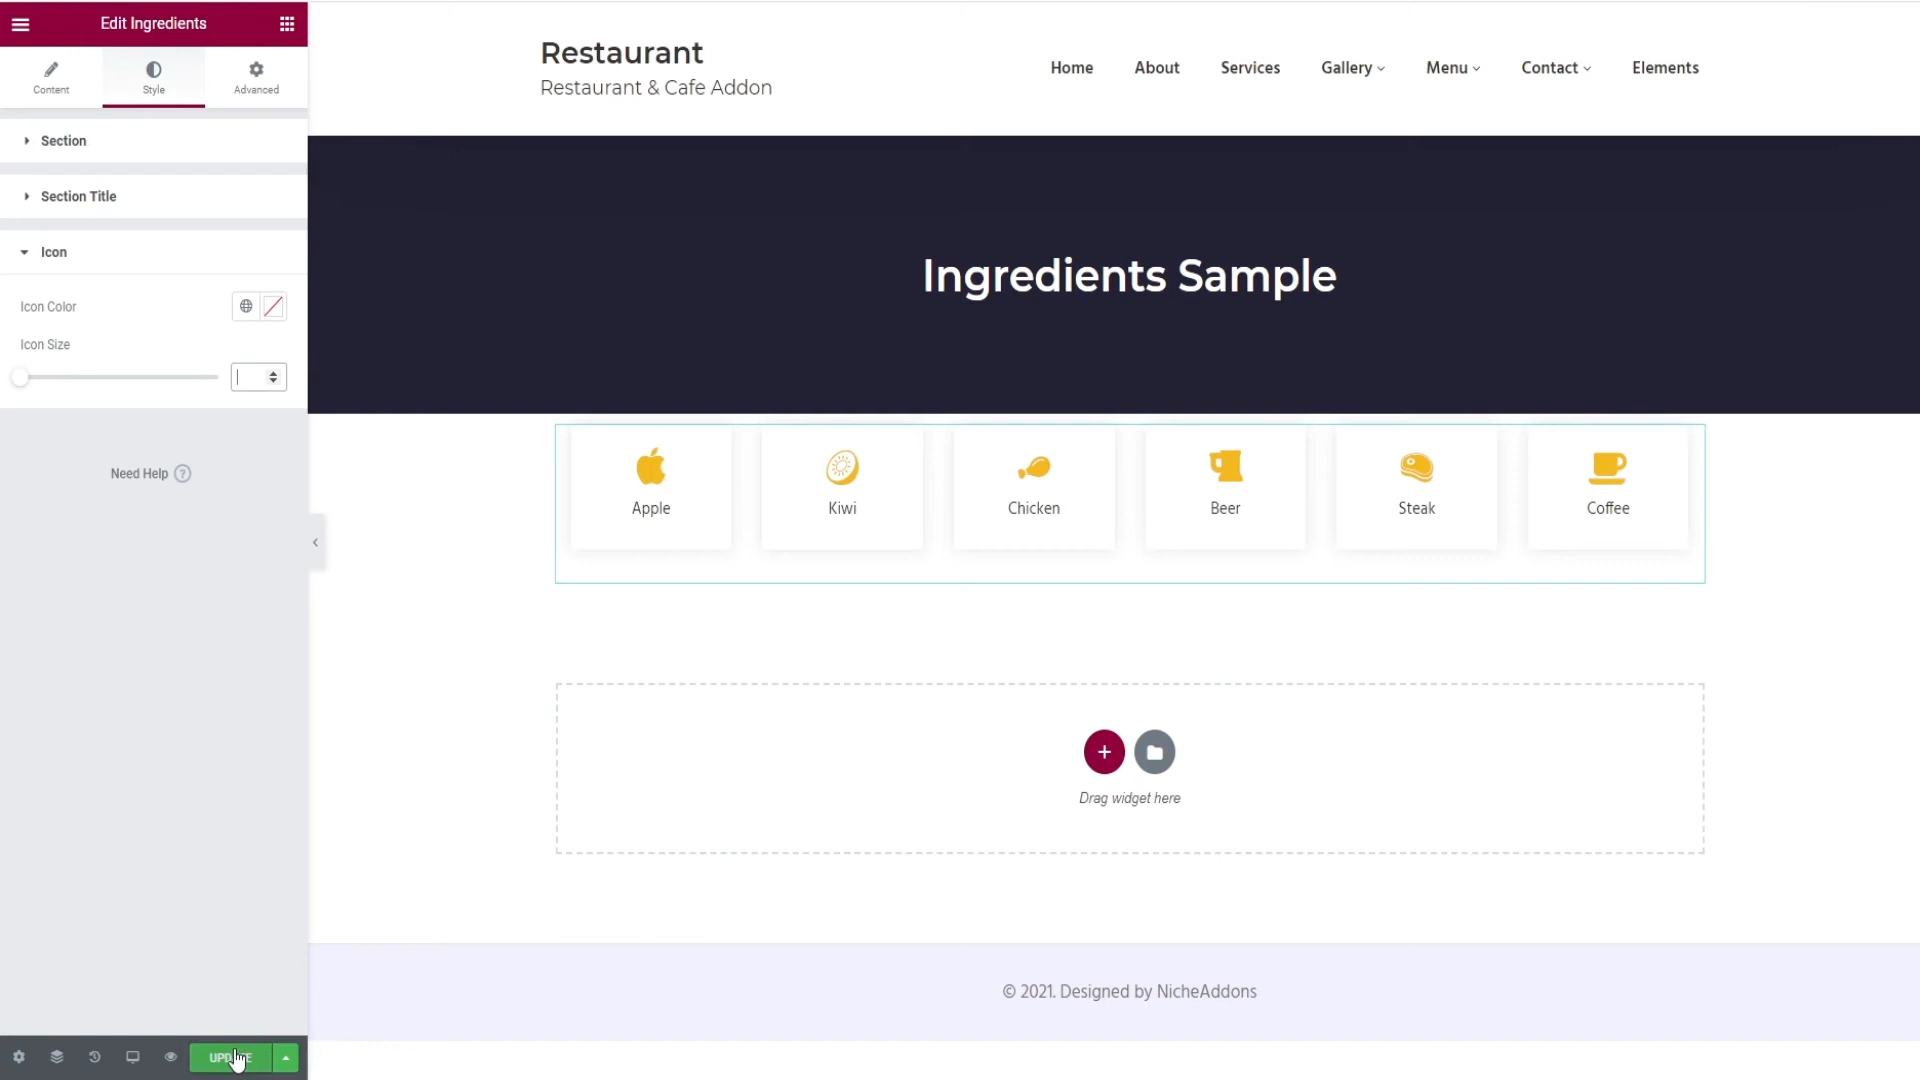 Edit Ingredients
Content
Style
Advanced
Section
Section Title
Icon
Icon Color
Icon Size
Need Help
Restaurant
Restaurant & Cafe Addon
Home
About
Services
Gallery
Menu
Contact
Elements
Ingredients Sample
Apple
Kiwi
Chicken
Beer
Steak
Coffee
Drag widget here
© 2021. Designed by NicheAddons
UPDATE